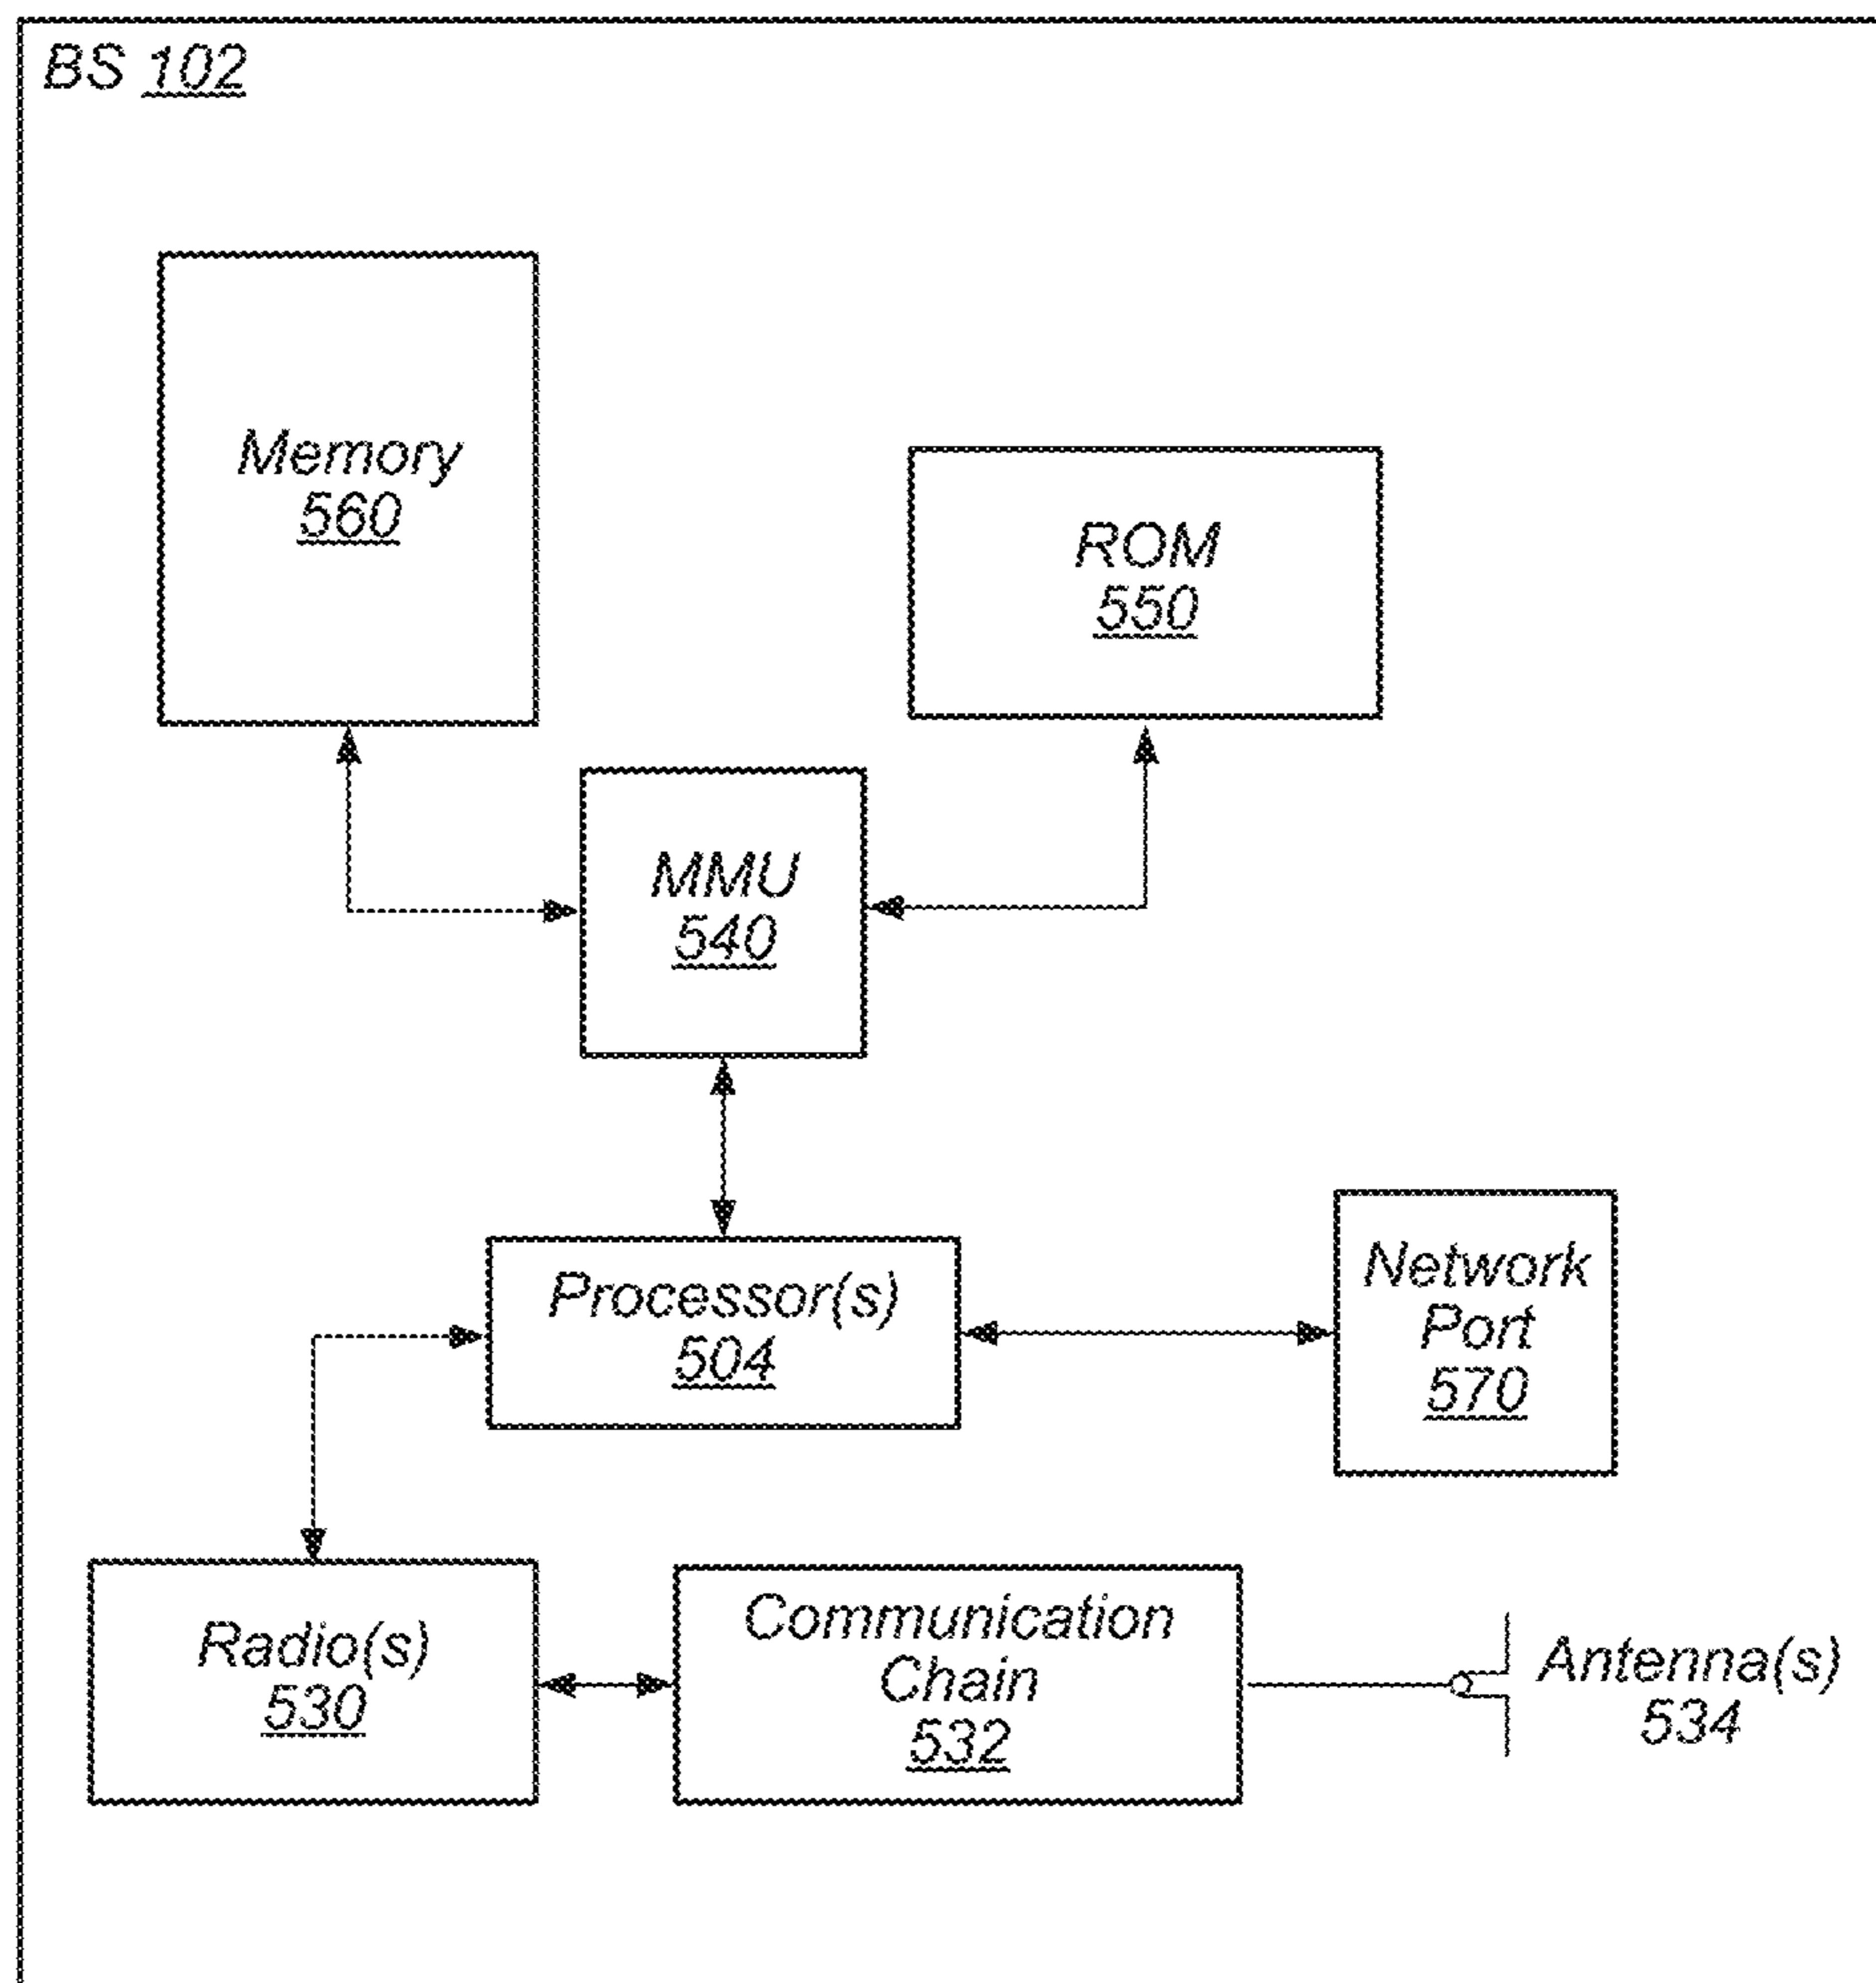 BS 102
Memory
560
ROM
550
MMU
540
Processor(s)
504
Network
Port
570
Radio(s)
530
Communication
Chain
532
Antenna(s)
534